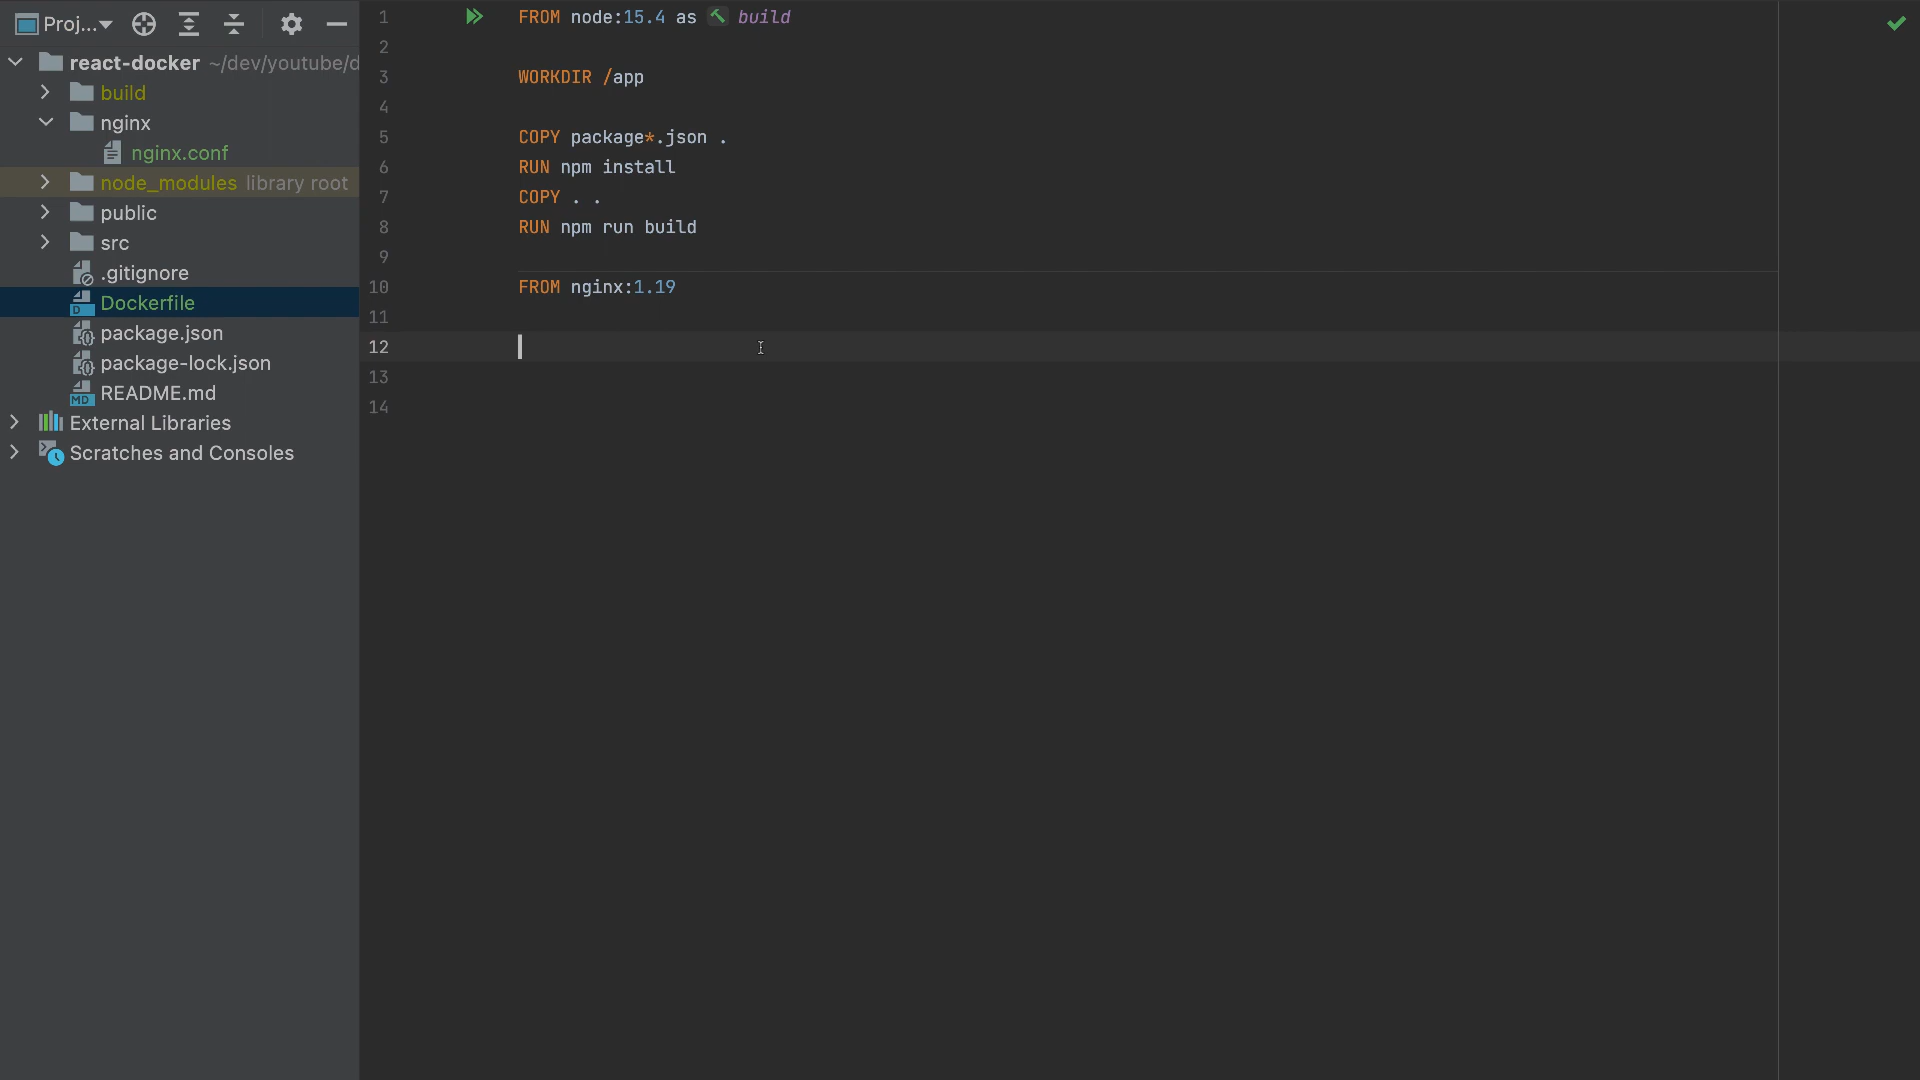 Proj...
react-docker ~/dev/youtube/d
build
nginx
nginx.conf
node_modules library root
public
src
.gitignore
Dockerfile
package.json
package-lock.json
README.md
External Libraries
Scratches and Consoles
1 FROM node:15.4 as build
2
3 WORKDIR /app
4
5 COPY package*.json .
6 RUN npm install
7 COPY . .
8 RUN npm run build
9
10 FROM nginx:1.19
11
12
13
14